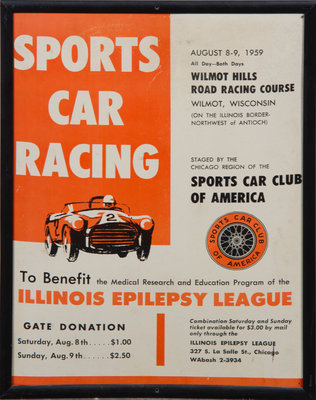 SPORTS
CAR
RACING
AUGUST 8-9, 1959
All Day—Both Days
WILMOT HILLS
ROAD RACING COURSE
WILMOT, WISCONSIN
(ON THE ILLINOIS BORDER-
NORTHWEST of ANTIOCH)
STAGED BY THE
CHICAGO REGION OF THE
SPORTS CAR CLUB
OF AMERICA
2
SPORTS CAR CLUB
OF AMERICA
To Benefit the Medical Research and Education Program of the
ILLINOIS EPILEPSY LEAGUE
GATE DONATION
Saturday, Aug. 8th.....$1.00
Sunday, Aug. 9th.....$2.50
Combination Saturday and Sunday
ticket available for $3.00 by mail
only through the
ILLINOIS EPILEPSY LEAGUE
327 S. La Salle St., Chicago
WAbash 2-3934